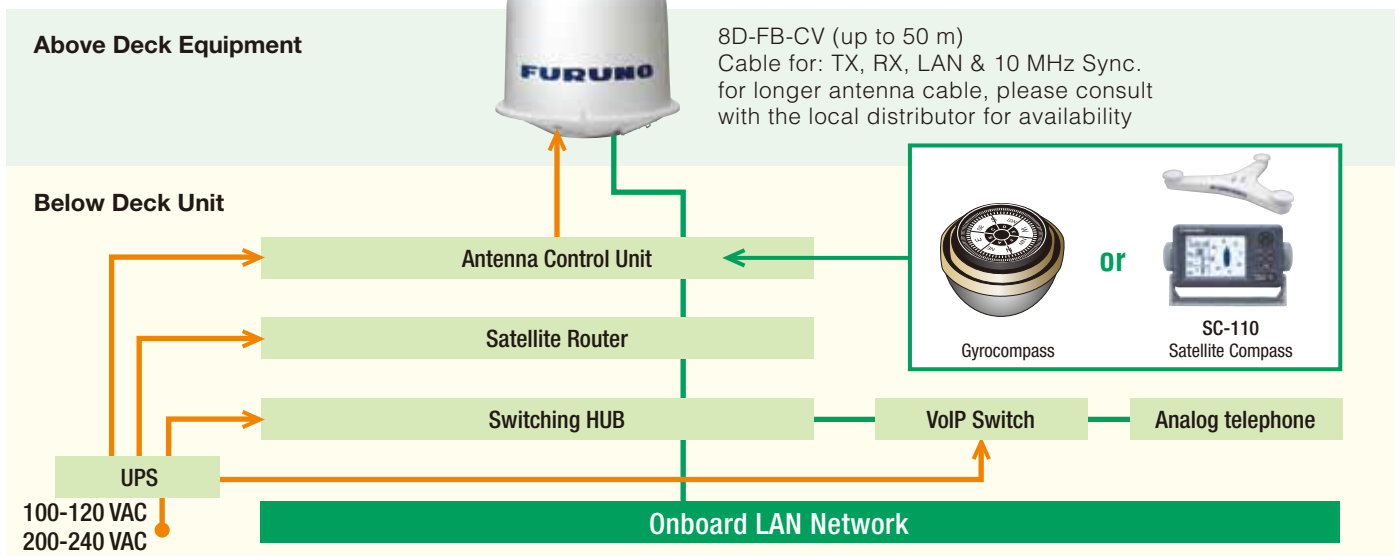 Above Deck Equipment
FURUNO
8D-FB-CV (up to 50 m)
Cable for: TX, RX, LAN & 10 MHz Sync.
for longer antenna cable, please consult
with the local distributor for availability
Below Deck Unit
Antenna Control Unit
Satellite Router
Switching HUB
VoIP Switch
Analog telephone
Gyrocompass
or
SC-110
Satellite Compass
UPS
100-120 VAC
200-240 VAC
Onboard LAN Network